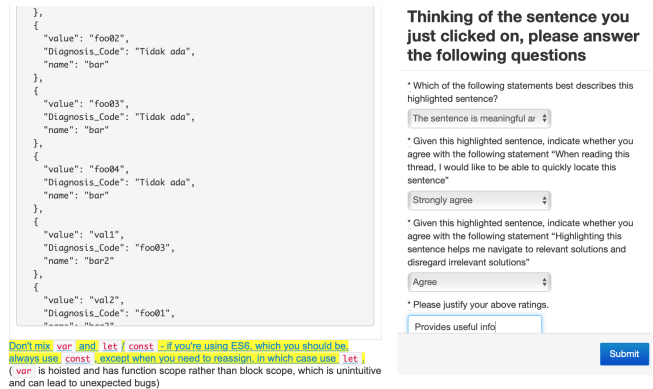 },
{
"value": "foo02",
"Diagnosis_Code": "Tidak ada",
"name": "bar"
},
{
"value": "foo03",
"Diagnosis_Code": "Tidak ada",
"name": "bar"
},
{
"value": "foo04",
"Diagnosis_Code": "Tidak ada",
"name": "bar"
},
{
"value": "val1",
"Diagnosis_Code": "foo03",
"name": "bar2"
},
{
"value": "val2",
"Diagnosis_Code": "foo01",
Don't mix var and let / const - if you're using ES6, which you should be,
always use const , except when you need to reassign, in which case use let .
( var is hoisted and has function scope rather than block scope, which is unintuitive
and can lead to unexpected bugs)
Thinking of the sentence you
just clicked on, please answer
the following questions
* Which of the following statements best describes this
highlighted sentence?
The sentence is meaningful ar
* Given this highlighted sentence, indicate whether you
agree with the following statement “When reading this
thread, I would like to be able to quickly locate this
sentence”
Strongly agree
* Given this highlighted sentence, indicate whether you
agree with the following statement “Highlighting this
sentence helps me navigate to relevant solutions and
disregard irrelevant solutions”
Agree
* Please justify your above ratings.
Provides useful info
Submit